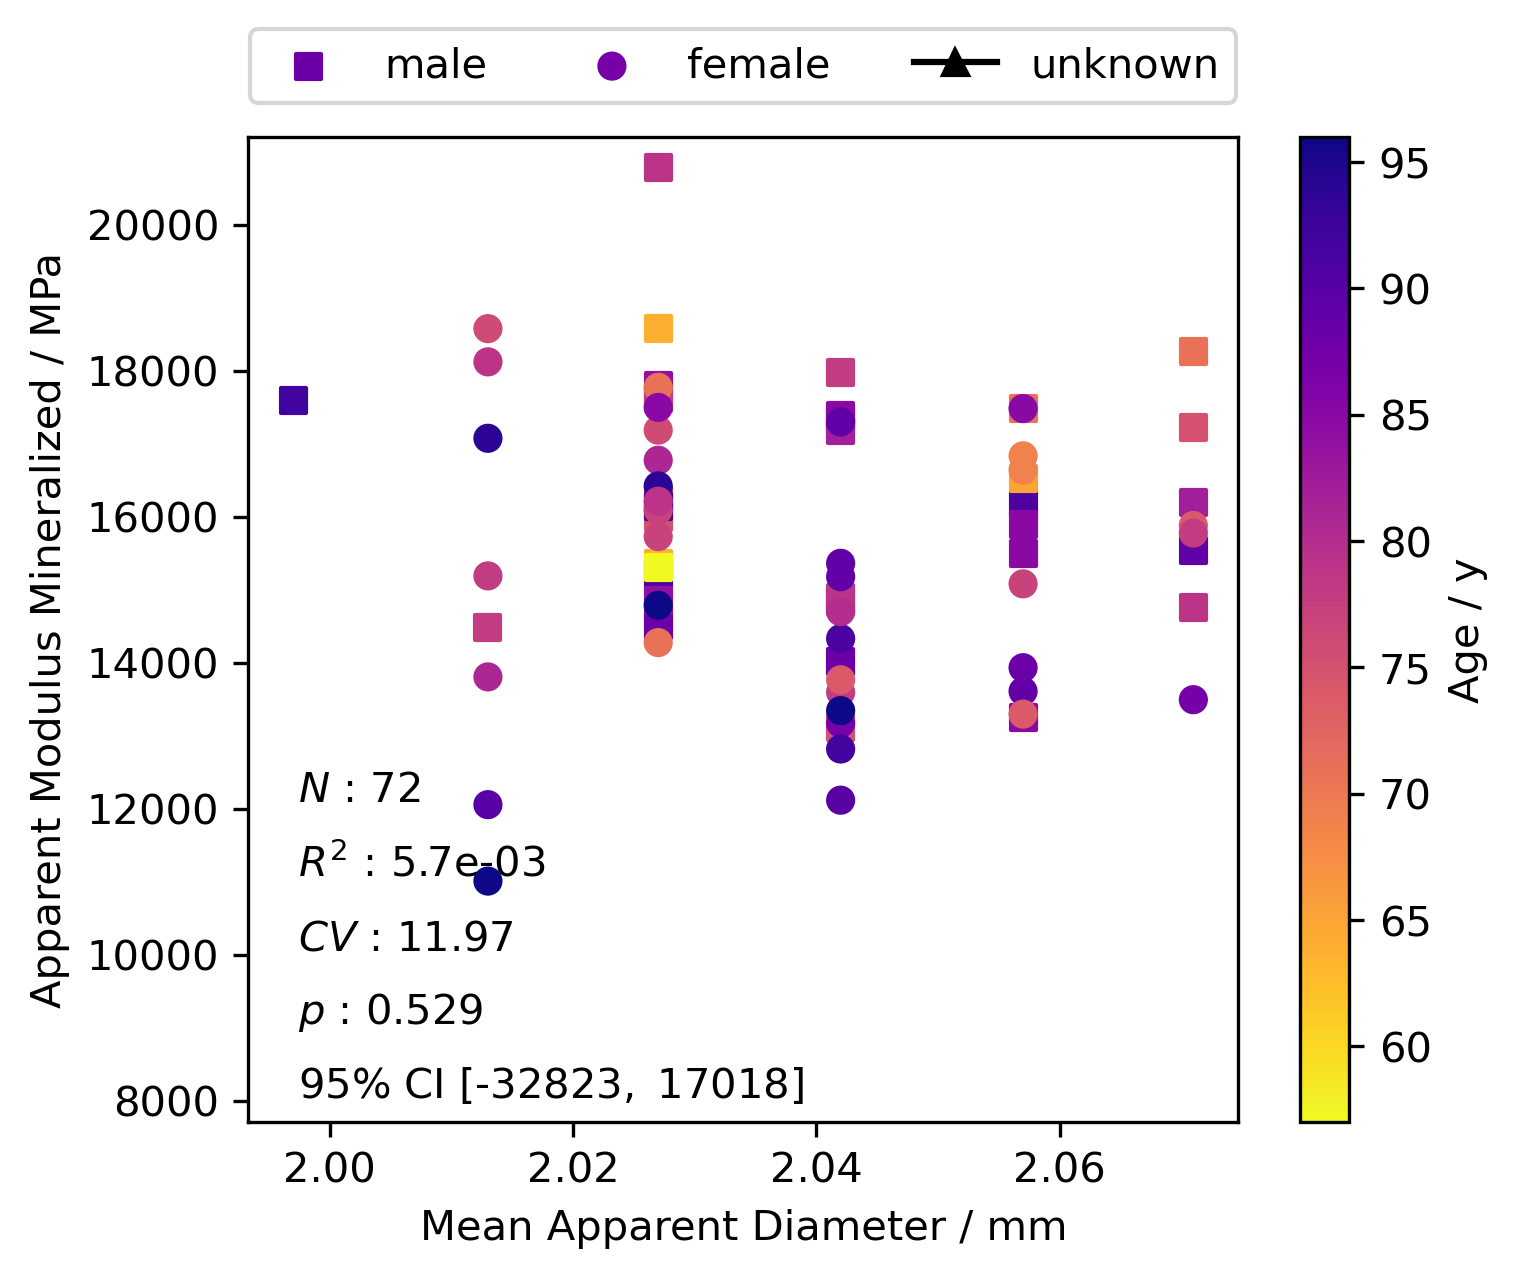 male female unknown
20000
18000
16000
14000
12000
10000
8000
Apparent Modulus Mineralized / MPa
N : 72
R² : 5.7e-03
CV : 11.97
p : 0.529
95% CI [-32823, 17018]
2.00 2.02 2.04 2.06
Mean Apparent Diameter / mm
95
90
85
80
75
70
65
60
Age / y